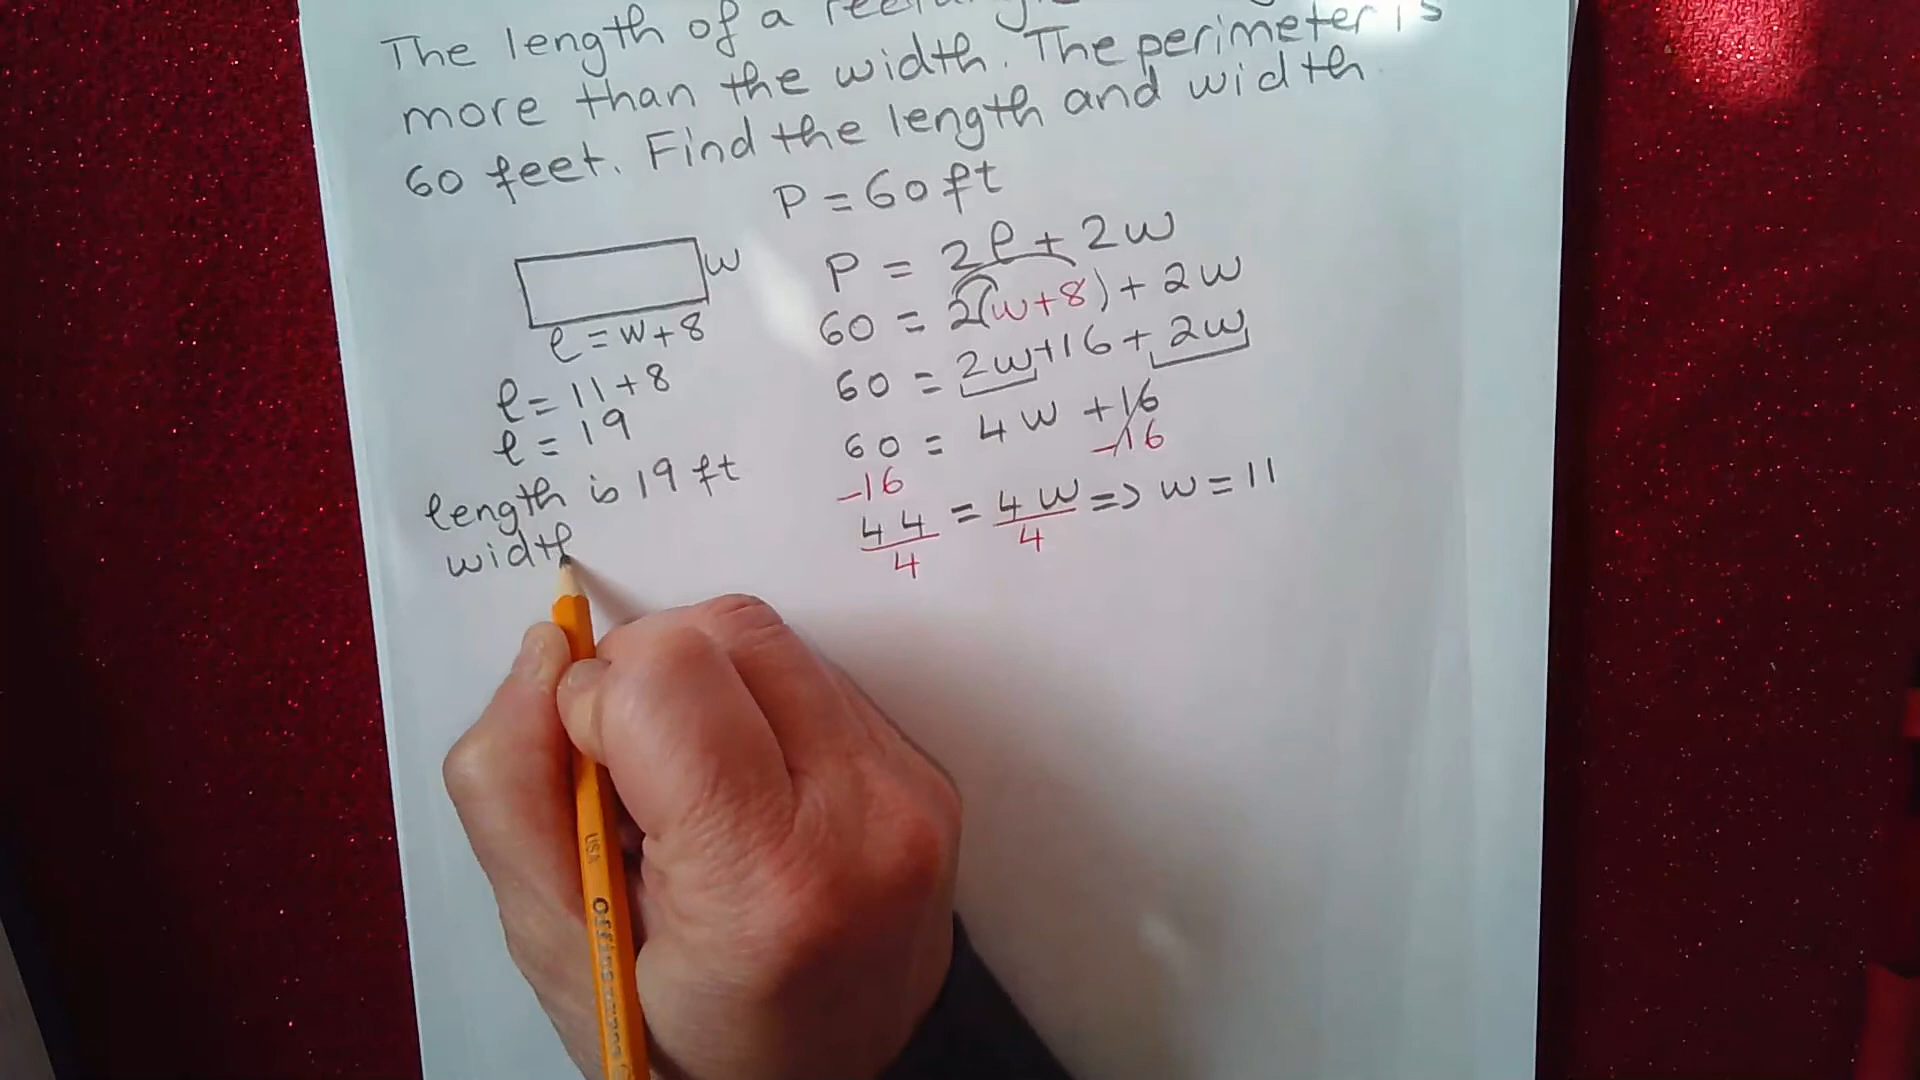 The length of a
more than the width. The perimeter is
60 feet. Find the length and width
P = 60 ft
w
l = w + 8
l = 11 + 8
l = 19
length is 19 ft
widt
P = 2l + 2w
60 = 2(w+8) + 2w
60 = 2w + 16 + 2w
60 = 4w + 16
-16 -16
44 = 4w => w = 11
4 4
USA